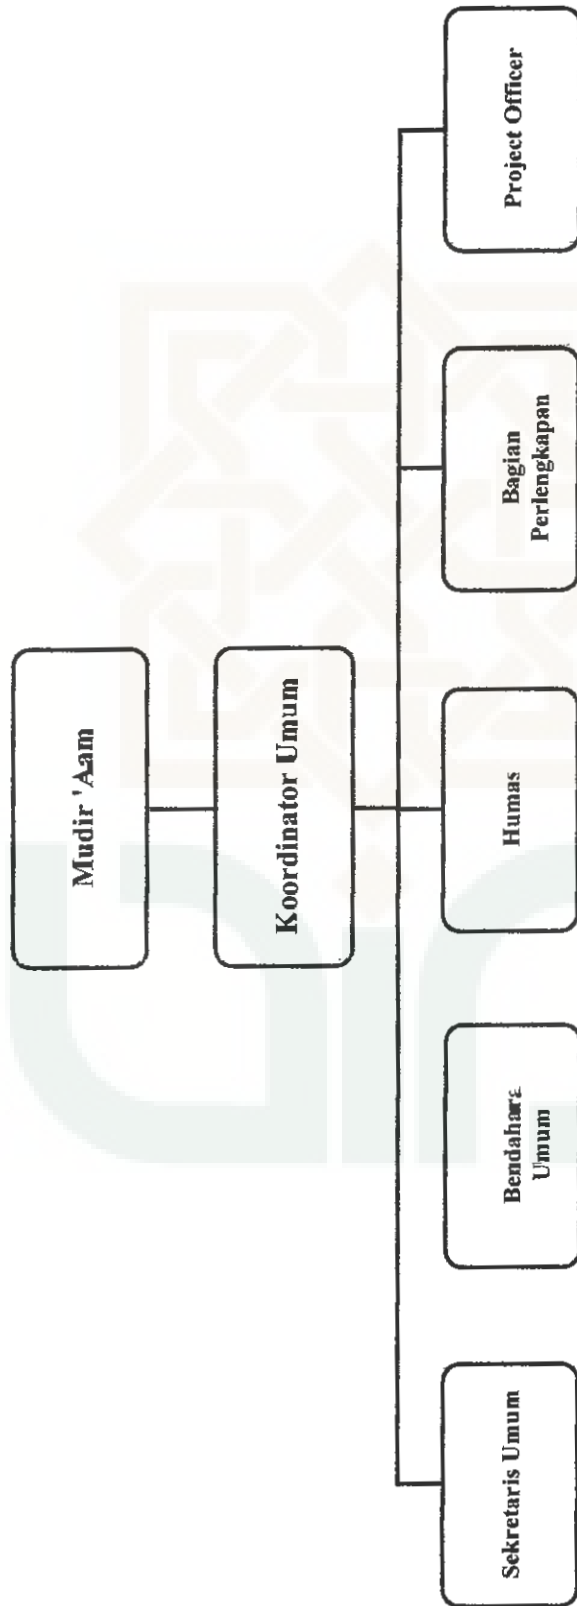 Mudir 'Aam
Koordinator Umum
Sekretaris Umum
Bendahara
Umum
Humas
Bagian
Perlengkapan
Project Officer